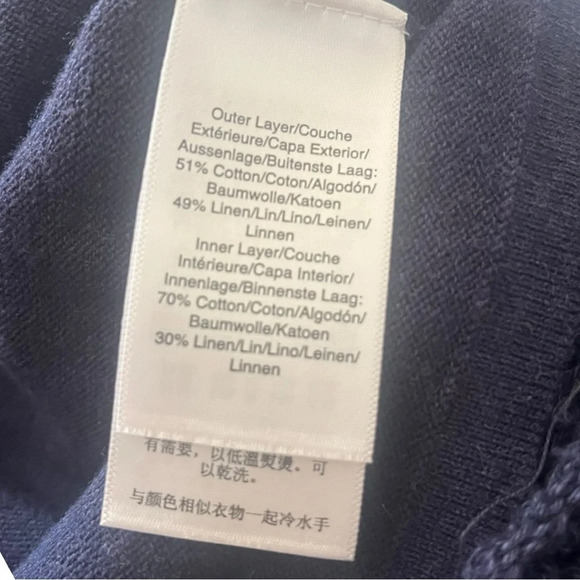 Outer Layer/Couche
Extérieure/Capa Exterior/
Aussenlage/Buitenste Laag:
51% Cotton/Coton/Algodón/
Baumwolle/Katoen
49% Linen/Lin/Lino/Leinen/
Linnen
Inner Layer/Couche
Intérieure/Capa Interior/
Innenlage/Binnenste Laag:
70% Cotton/Coton/Algodón/
Baumwolle/Katoen
30% Linen/Lin/Lino/Leinen/
Linnen
有需要，以低溫熨燙。可
以乾洗。
与颜色相似衣物一起冷水手